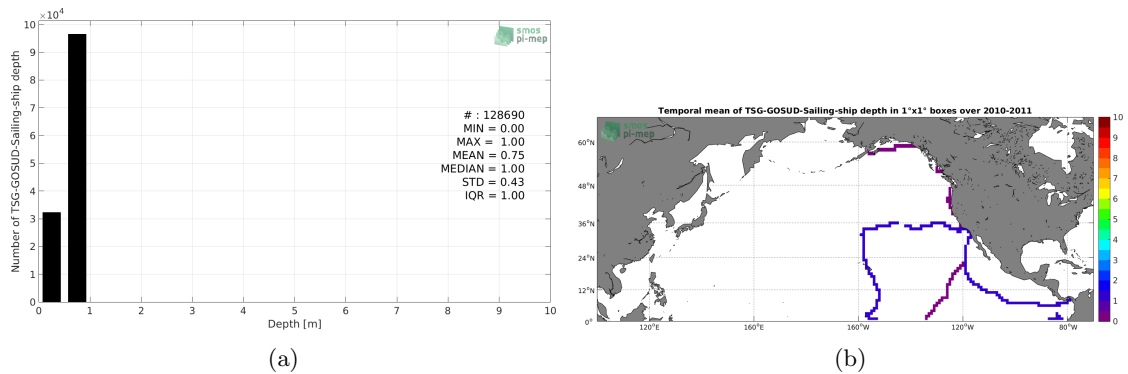 ×10⁴
10
9
8
7
6
5
4
3
2
1
0
Number of TSG-GOSUD-Sailing-ship depth
smos
pi-mep
# : 128690
MIN = 0.00
MAX = 1.00
MEAN = 0.75
MEDIAN = 1.00
STD = 0.43
IQR = 1.00
0 1 2 3 4 5 6 7 8 9 10
Depth [m]
(a)
Temporal mean of TSG-GOSUD-Sailing-ship depth in 1°x1° boxes over 2010-2011
smos
pi-mep
60°N
48°N
36°N
24°N
12°N
0°
120°E 160°E 160°W 120°W 80°W
10
9
8
7
6
5
4
3
2
1
0
(b)